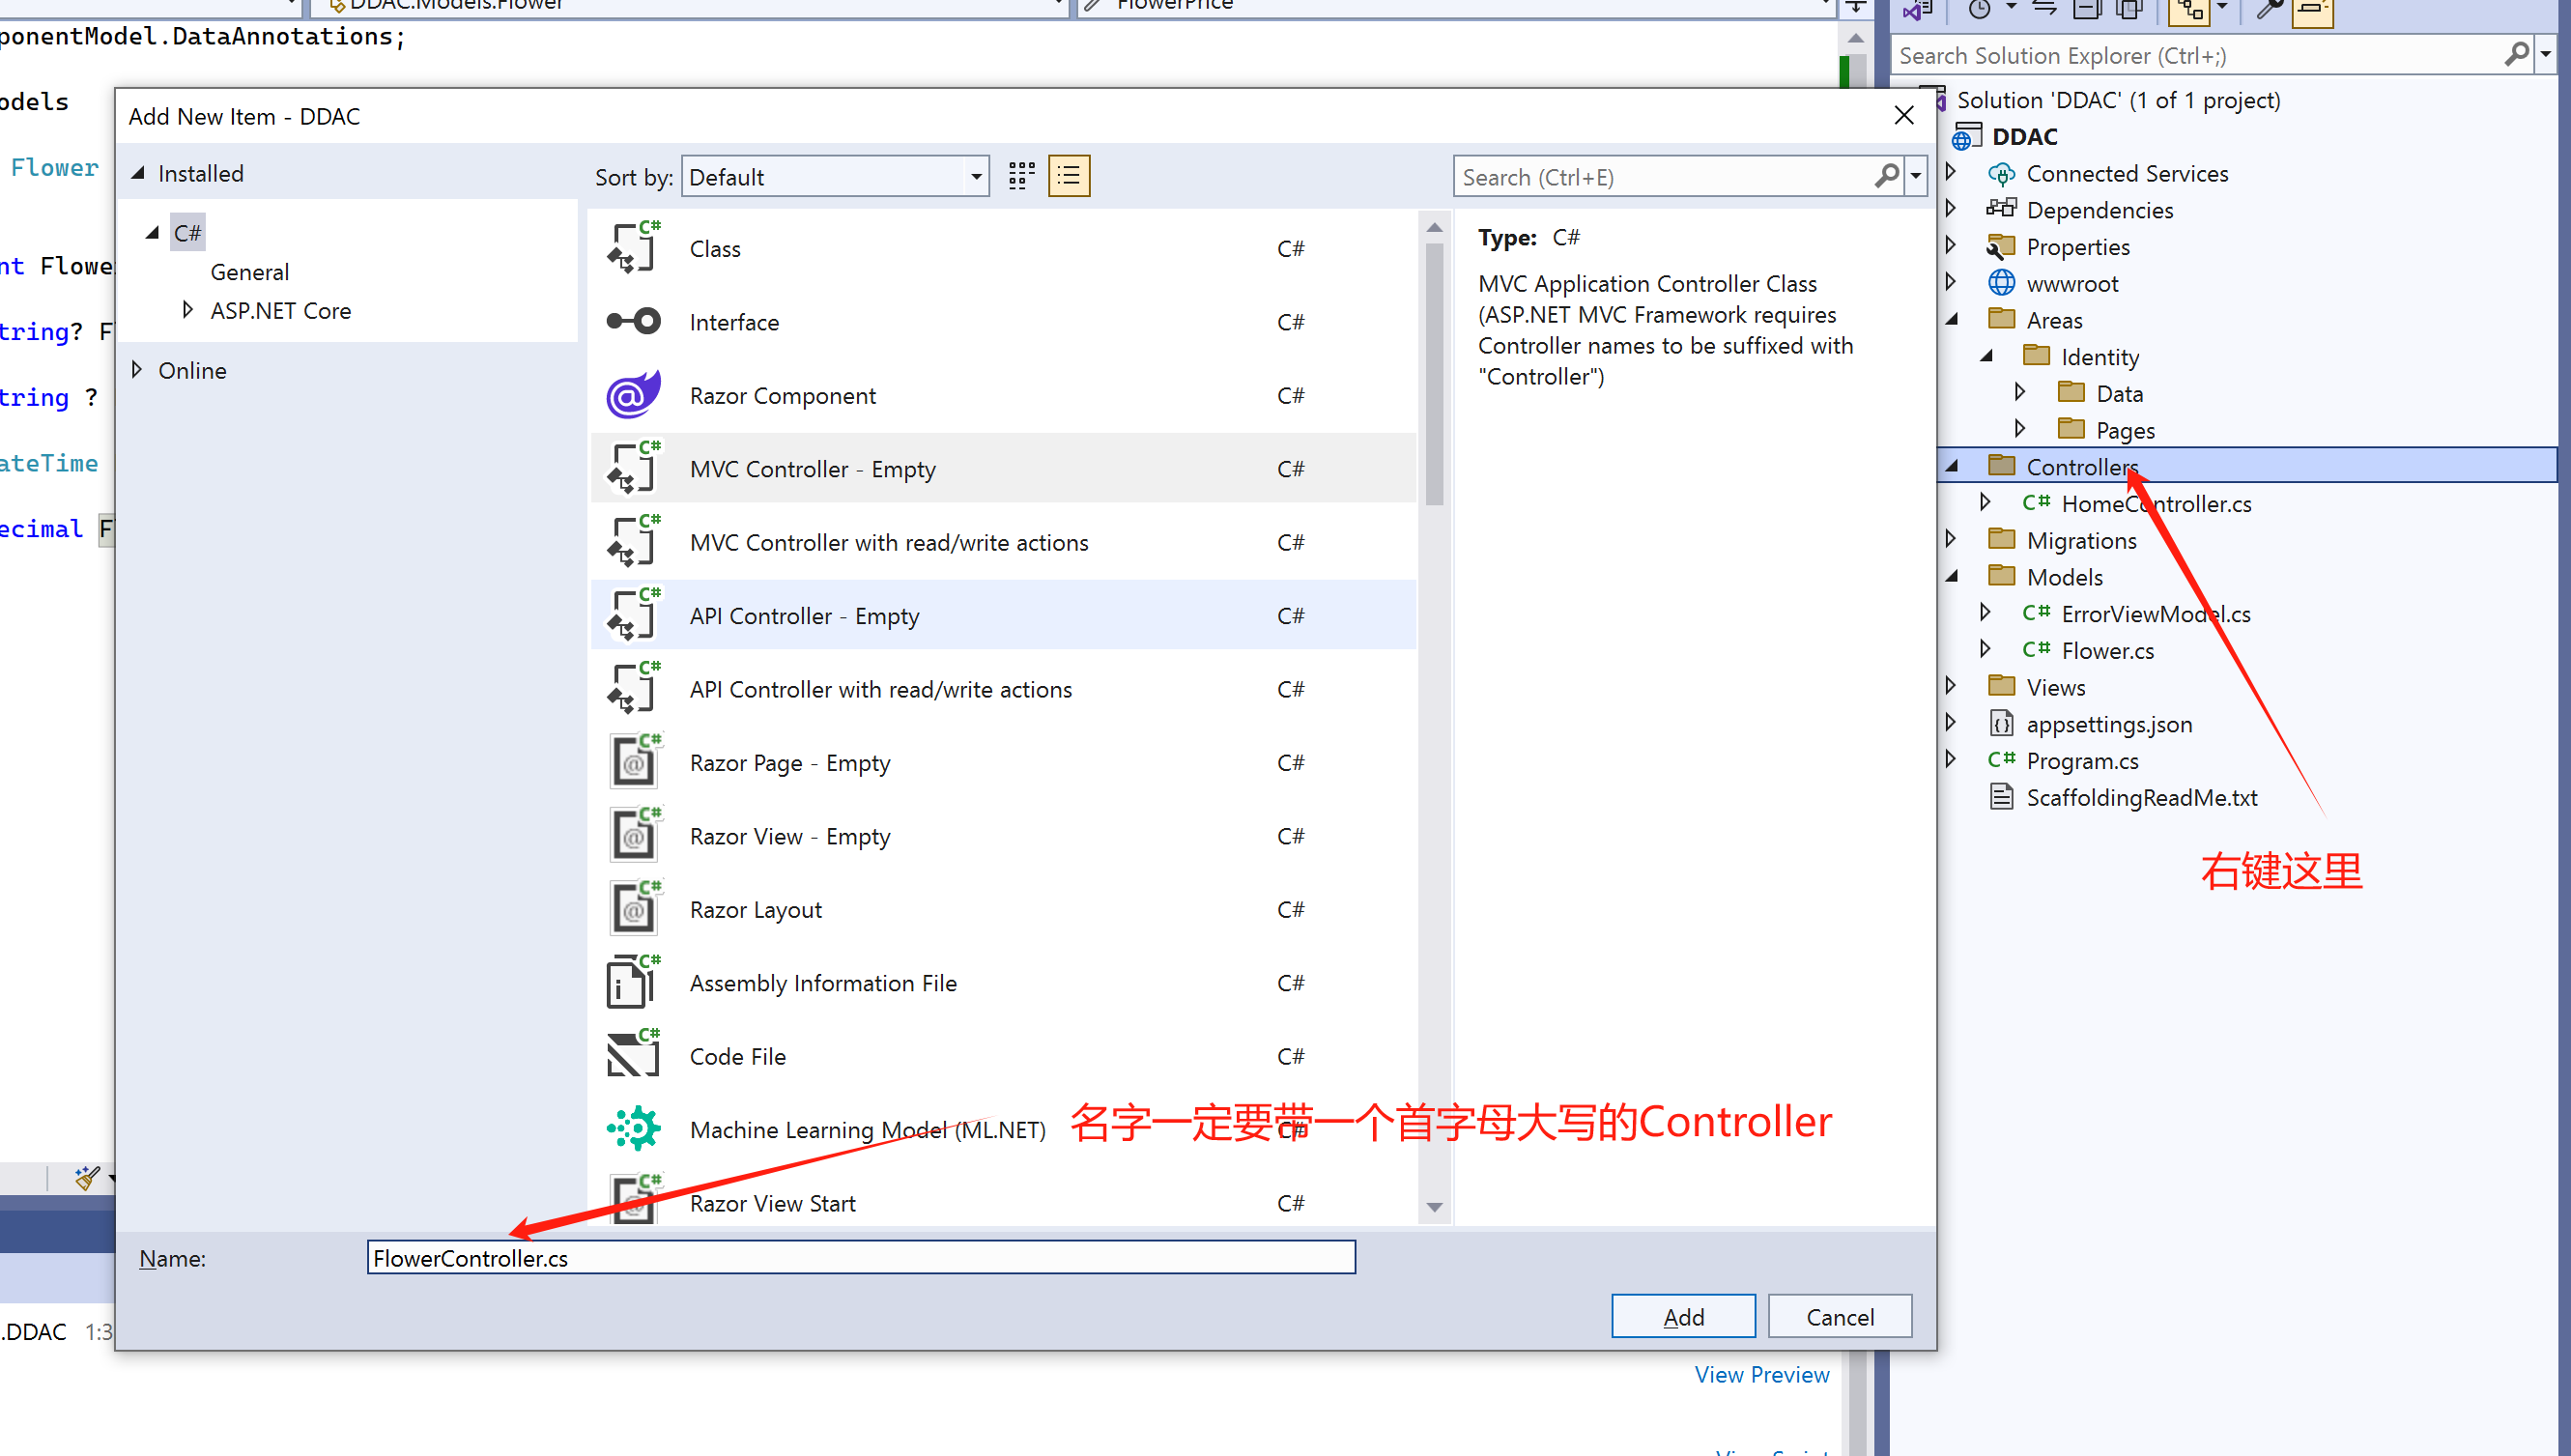 DDAC.Models.Flower
FlowerPrice
ponentModel.DataAnnotations;
odels
Flower
nt Flowe
tring? F
tring ?
ateTime
ecimal F
.DDAC 1:3
Add New Item - DDAC
Installed
C#
General
ASP.NET Core
Online
Sort by: Default
Search (Ctrl+E)
Class C#
Interface C#
Razor Component C#
MVC Controller - Empty C#
MVC Controller with read/write actions C#
API Controller - Empty C#
API Controller with read/write actions C#
Razor Page - Empty C#
Razor View - Empty C#
Razor Layout C#
Assembly Information File C#
Code File C#
Machine Learning Model (ML.NET) C#
Razor View Start C#
Type: C#
MVC Application Controller Class
(ASP.NET MVC Framework requires
Controller names to be suffixed with
"Controller")
名字一定要带一个首字母大写的Controller
Name: FlowerController.cs
Add
Cancel
View Preview
Search Solution Explorer (Ctrl+;)
Solution 'DDAC' (1 of 1 project)
DDAC
Connected Services
Dependencies
Properties
wwwroot
Areas
Identity
Data
Pages
Controllers
C# HomeController.cs
Migrations
Models
C# ErrorViewModel.cs
C# Flower.cs
Views
appsettings.json
C# Program.cs
ScaffoldingReadMe.txt
右键这里